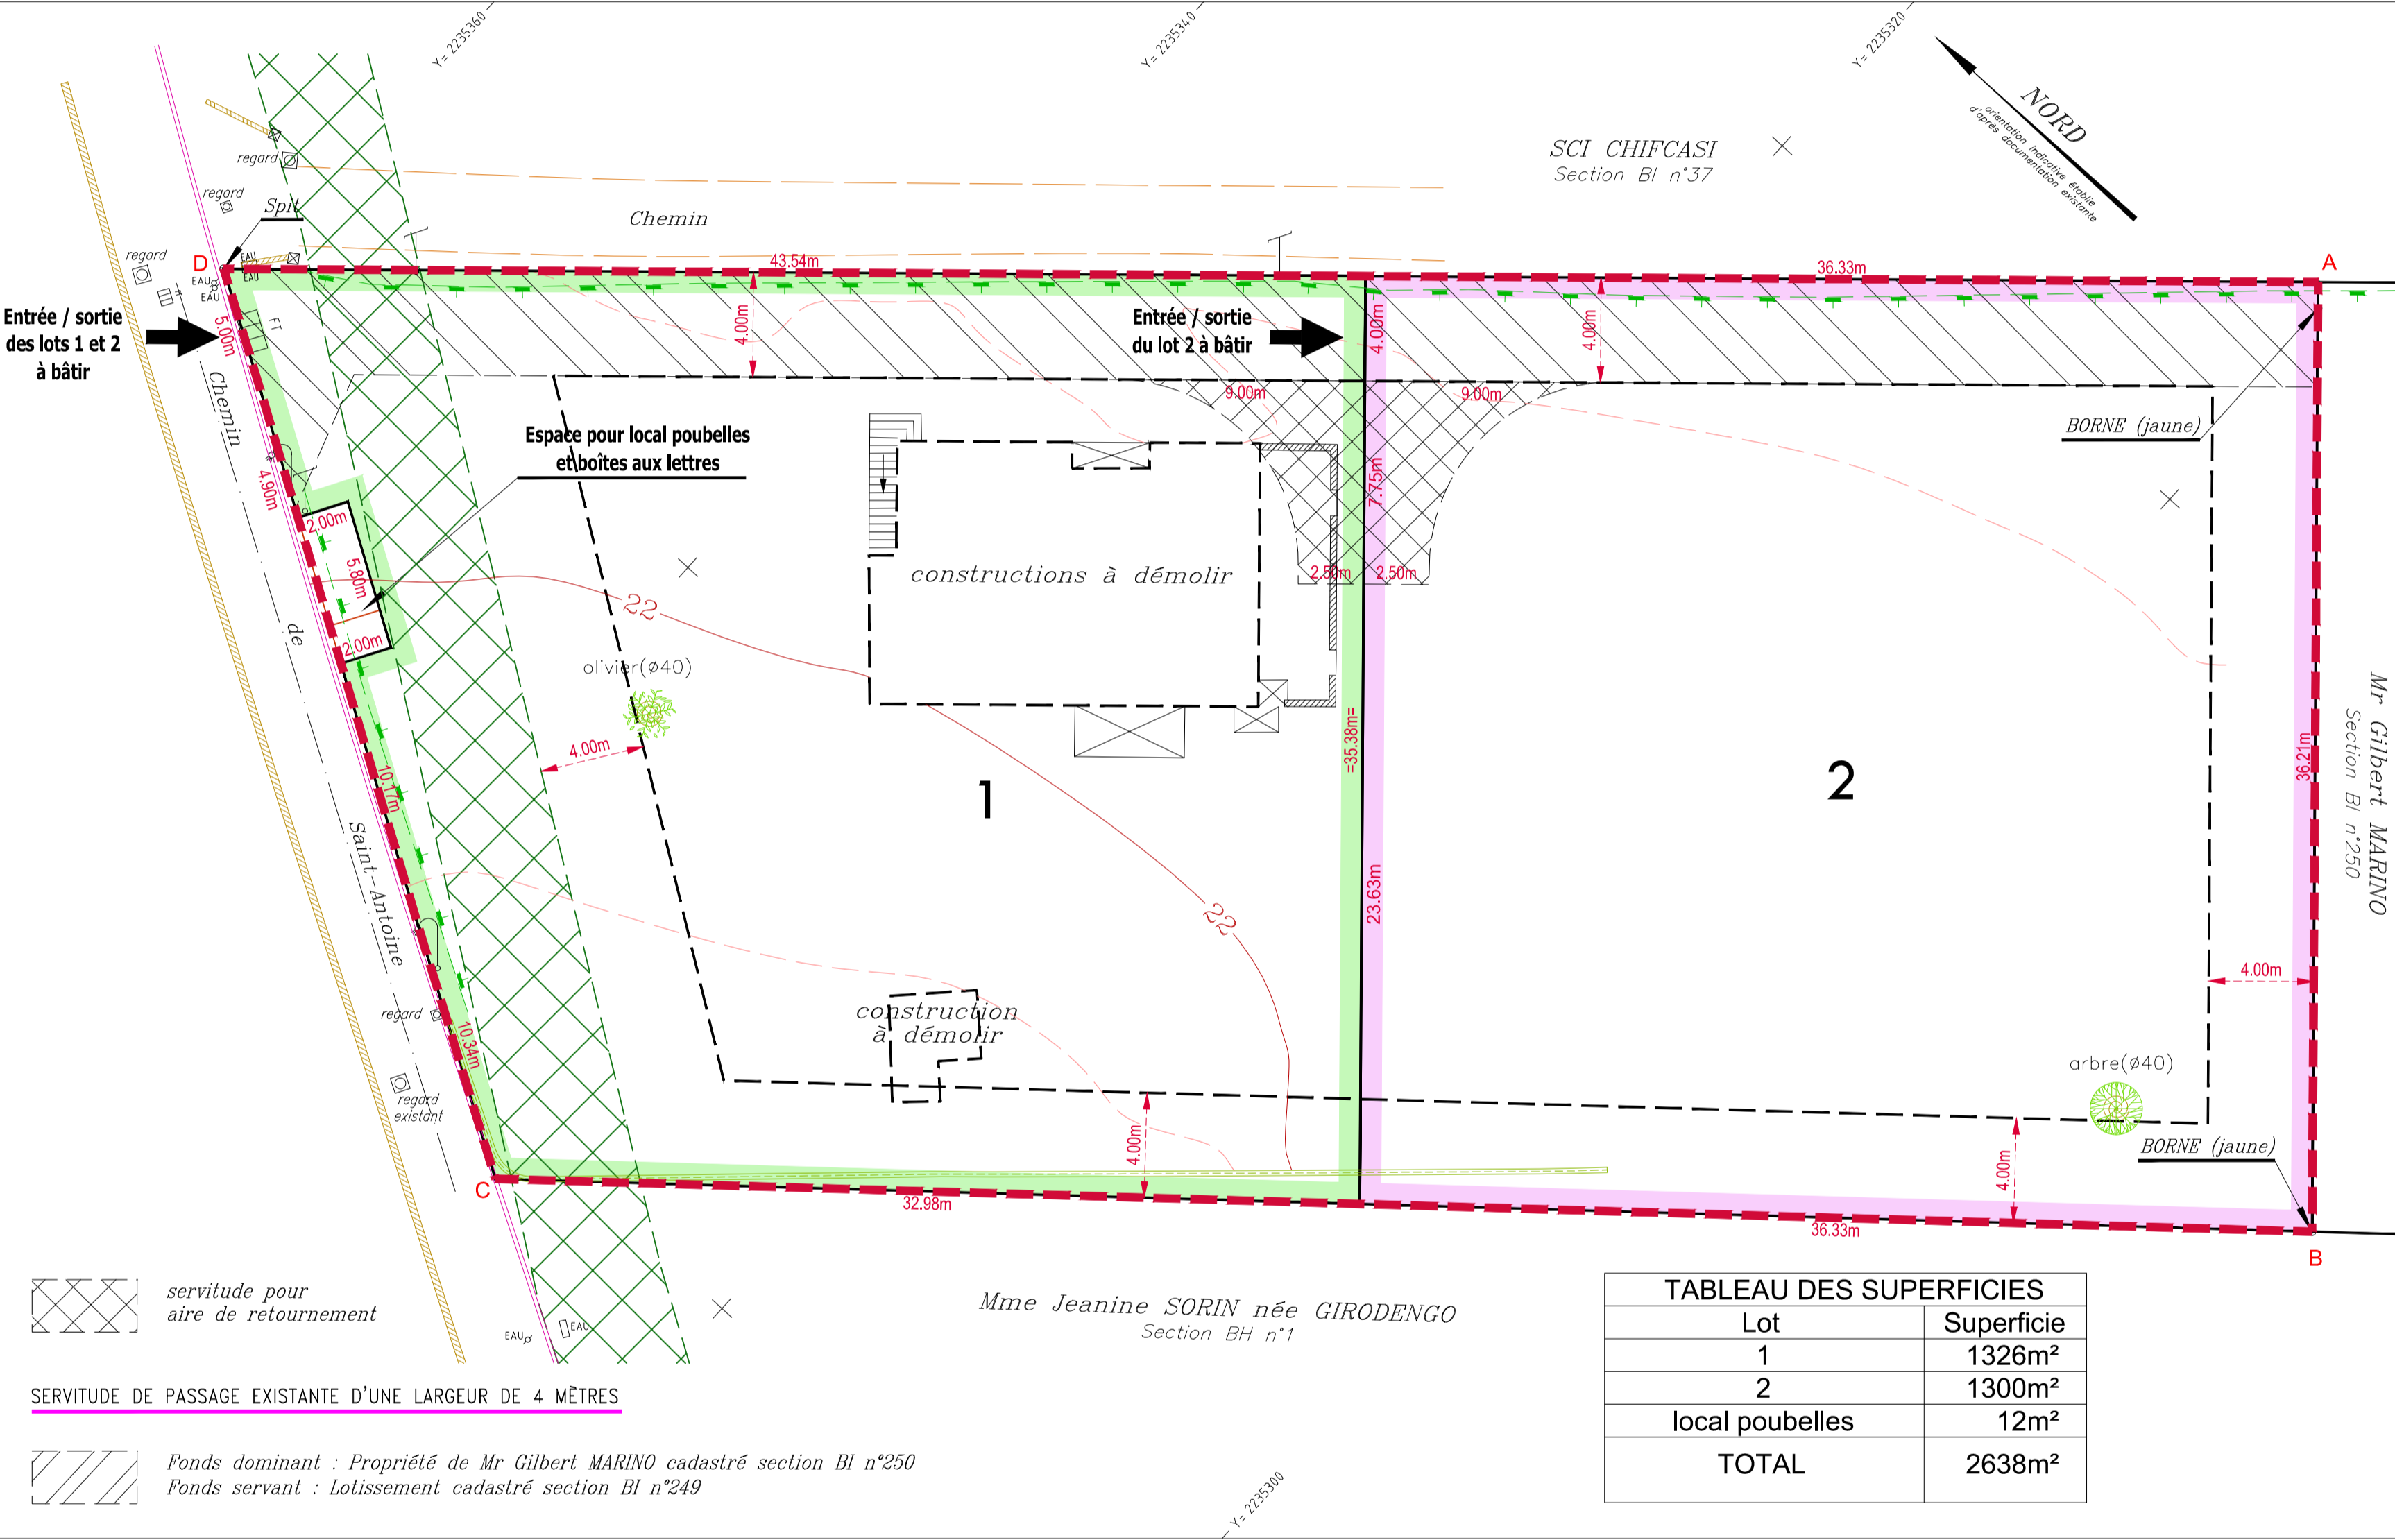 Y= 2235360
Y= 2235340
Y= 2235320
NORD
orientation indicative établie
d'après documentation existante
SCI CHIFCASI
Section BI n°37
regard
regard
Spit
Chemin
regard
D
EAU
EAU
EAU
EAU
43.54m
36.33m
A
Entrée / sortie
des lots 1 et 2
à bâtir
5.00m
FT
4.00m
Entrée / sortie
du lot 2 à bâtir
4.00m
4.00m
9.00m
9.00m
BORNE (jaune)
Espace pour local poubelles
et boîtes aux lettres
Chemin
de
Saint-Antoine
4.90m
2.00m
5.80m
2.00m
7.75m
constructions à démolir
2.50m
2.50m
22
olivier(ø40)
4.00m
=35.38m=
1
2
36.21m
Mr Gilbert MARINO
Section BI n°250
10.17m
23.63m
22
4.00m
construction
à démolir
regard
10.34m
regard
existant
arbre(ø40)
4.00m
4.00m
BORNE (jaune)
C
32.98m
36.33m
B
servitude pour
aire de retournement
EAU
EAU
Mme Jeanine SORIN née GIRODENGO
Section BH n°1
TABLEAU DES SUPERFICIES
Lot Superficie
1 1326m²
2 1300m²
local poubelles 12m²
TOTAL 2638m²
SERVITUDE DE PASSAGE EXISTANTE D'UNE LARGEUR DE 4 MÈTRES
Fonds dominant : Propriété de Mr Gilbert MARINO cadastré section BI n°250
Fonds servant : Lotissement cadastré section BI n°249
Y= 2235300